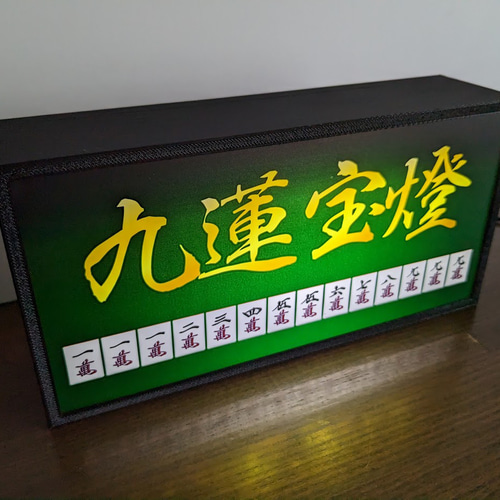 九蓮宝燈
一萬 一萬 一萬 二萬 三萬 四萬 伍萬 伍萬 六萬 七萬 八萬 九萬 九萬 九萬